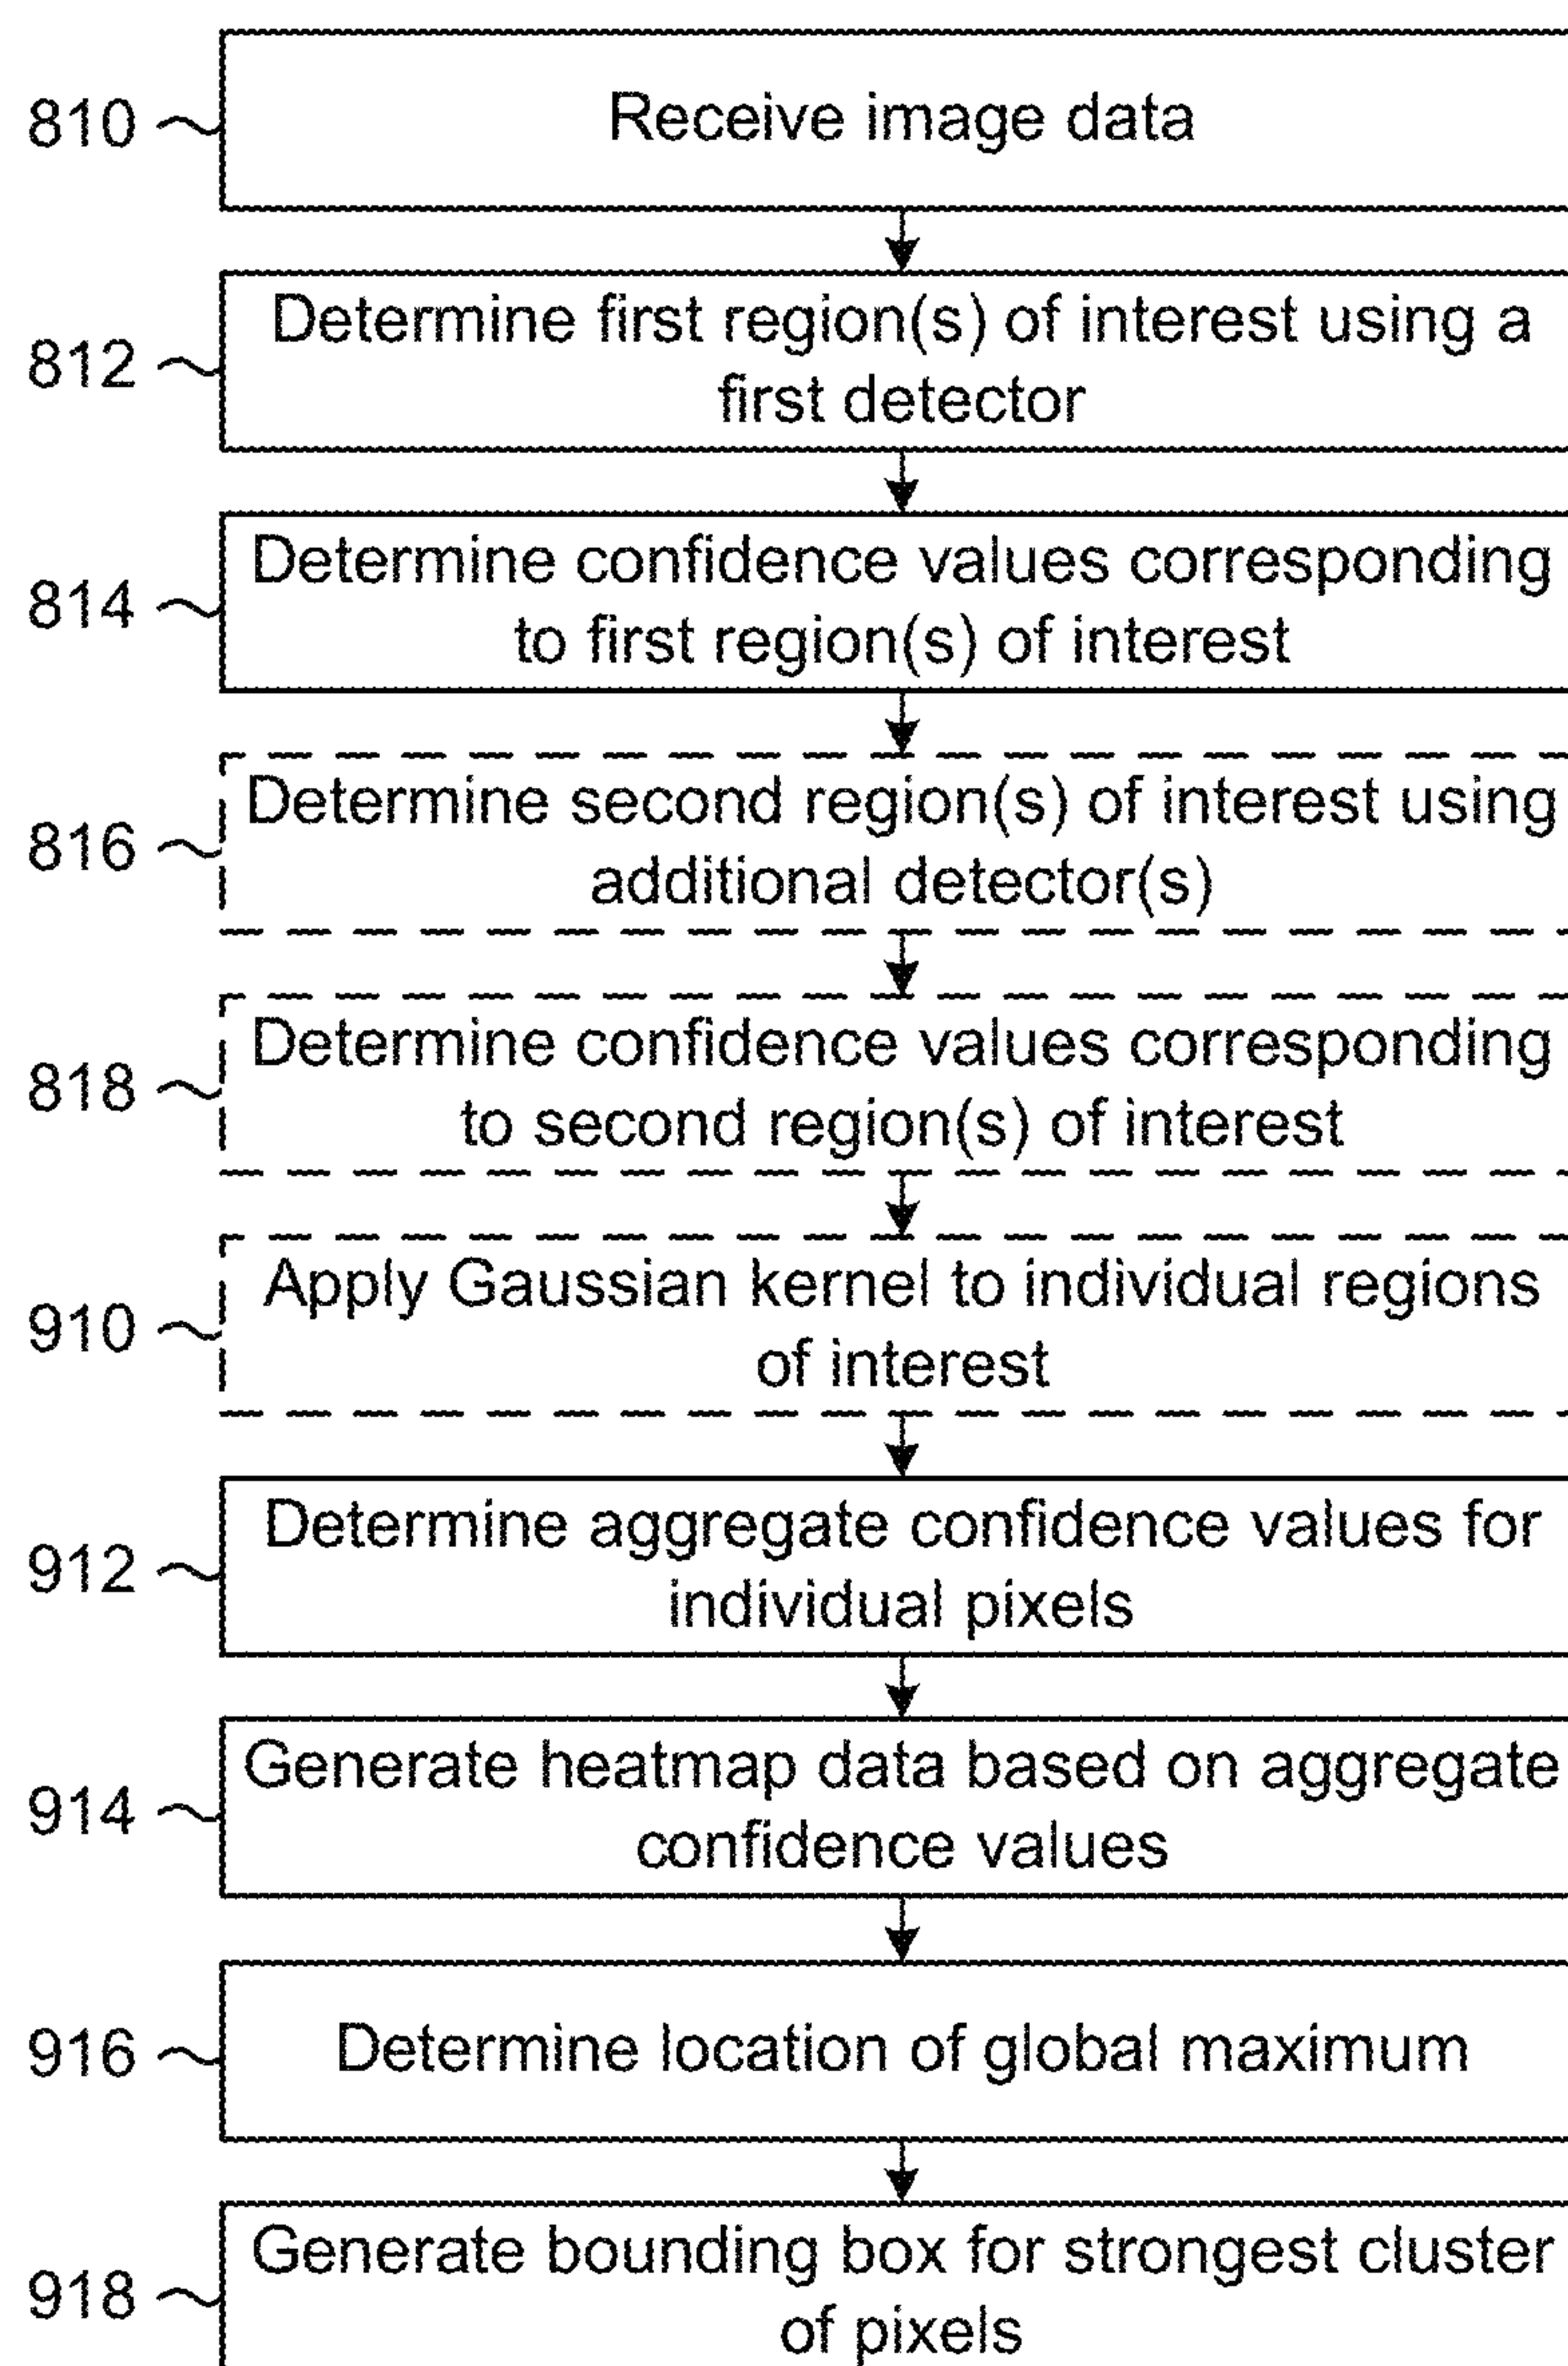 810
Receive image data
812
Determine first region(s) of interest using a
first detector
814
Determine confidence values corresponding
to first region(s) of interest
816
Determine second region(s) of interest using
additional detector(s)
818
Determine confidence values corresponding
to second region(s) of interest
910
Apply Gaussian kernel to individual regions
of interest
912
Determine aggregate confidence values for
individual pixels
914
Generate heatmap data based on aggregate
confidence values
916
Determine location of global maximum
918
Generate bounding box for strongest cluster
of pixels